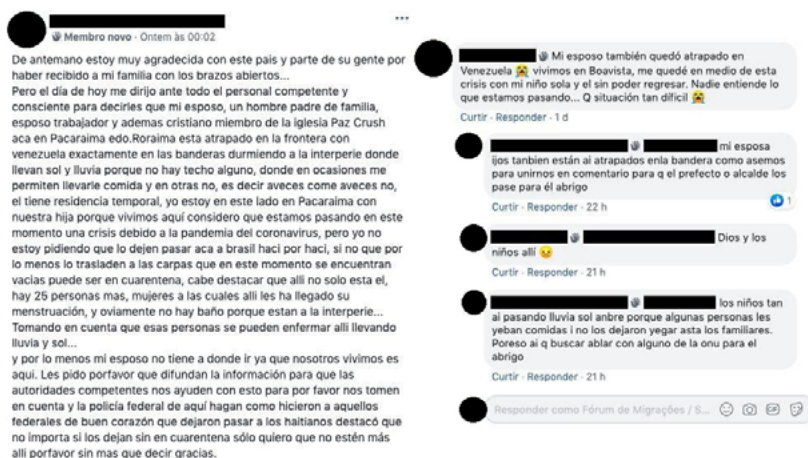 Membro novo · Ontem às 00:02
De antemano estoy muy agradecida con este pais y parte de su gente por
haber recibido a mi familia con los brazos abiertos...
Pero el día de hoy me dirijo ante todo el personal competente y
consciente para decirles que mi esposo, un hombre padre de familia,
esposo trabajador y ademas cristiano miembro de la iglesia Paz Crush
aca en Pacaraima edo.Roraima esta atrapado en la frontera con
venezuela exactamente en las banderas durmiendo a la interperie donde
llevan sol y lluvia porque no hay techo alguno, donde en ocasiones me
permiten llevarle comida y en otras no, es decir aveces come aveces no,
el tiene residencia temporal, yo estoy en este lado en Pacaraima con
nuestra hija porque vivimos aquí considero que estamos pasando en este
momento una crisis debido a la pandemia del coronavirus, pero yo no
estoy pidiendo que lo dejen pasar aca a brasil haci por haci, si no que por
lo menos lo trasladen a las carpas que en este momento se encuentran
vacias puede ser en cuarentena, cabe destacar que alli no solo esta el,
hay 25 personas mas, mujeres a las cuales alli les ha llegado su
menstruación, y oviamente no hay baño porque estan a la interperie...
Tomando en cuenta que esas personas se pueden enfermar alli llevando
lluvia y sol...
y por lo menos mi esposo no tiene a donde ir ya que nosotros vivimos es
aqui. Les pido porfavor que difundan la información para que las
autoridades competentes nos ayuden con esto para por favor nos tomen
en cuenta y la policía federal de aquí hagan como hicieron a aquellos
federales de buen corazón que dejaron pasar a los haitianos destacó que
no importa si los dejan sin en cuarentena sólo quiero que no estén más
alli porfavor sin mas que decir gracias.
Mi esposo también quedó atrapado en
Venezuela 😭 vivimos en Boavista, me quedé en medio de esta
crisis con mi niño sola y el sin poder regresar. Nadie entiende lo
que estamos pasando... Q situación tan díficil 😭
Curtir · Responder · 1 d
mi esposa
ijos tanbien están ai atrapados enla bandera como asemos
para unirnos en comentario para q el prefecto o alcalde los
pase para él abrigo
Curtir · Responder · 22 h
1
Dios y los
niños allí 😟
Curtir · Responder · 21 h
los niños tan
ai pasando lluvia sol anbre porque algunas personas les
yeban comidas i no los dejaron yegar asta los familiares.
Poreso ai q buscar ablar con alguno de la onu para el
abrigo
Curtir · Responder · 21 h
Responder como Fórum de Migrações / S...
GIF